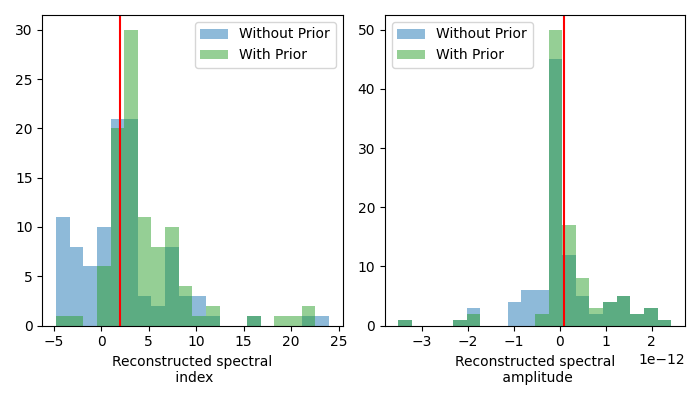 Without Prior
With Prior
30
25
20
15
10
5
0
−5
0
5
10
15
20
25
Reconstructed spectral
index
Without Prior
With Prior
50
40
30
20
10
0
−3
−2
−1
0
1
2
1e−12
Reconstructed spectral
amplitude